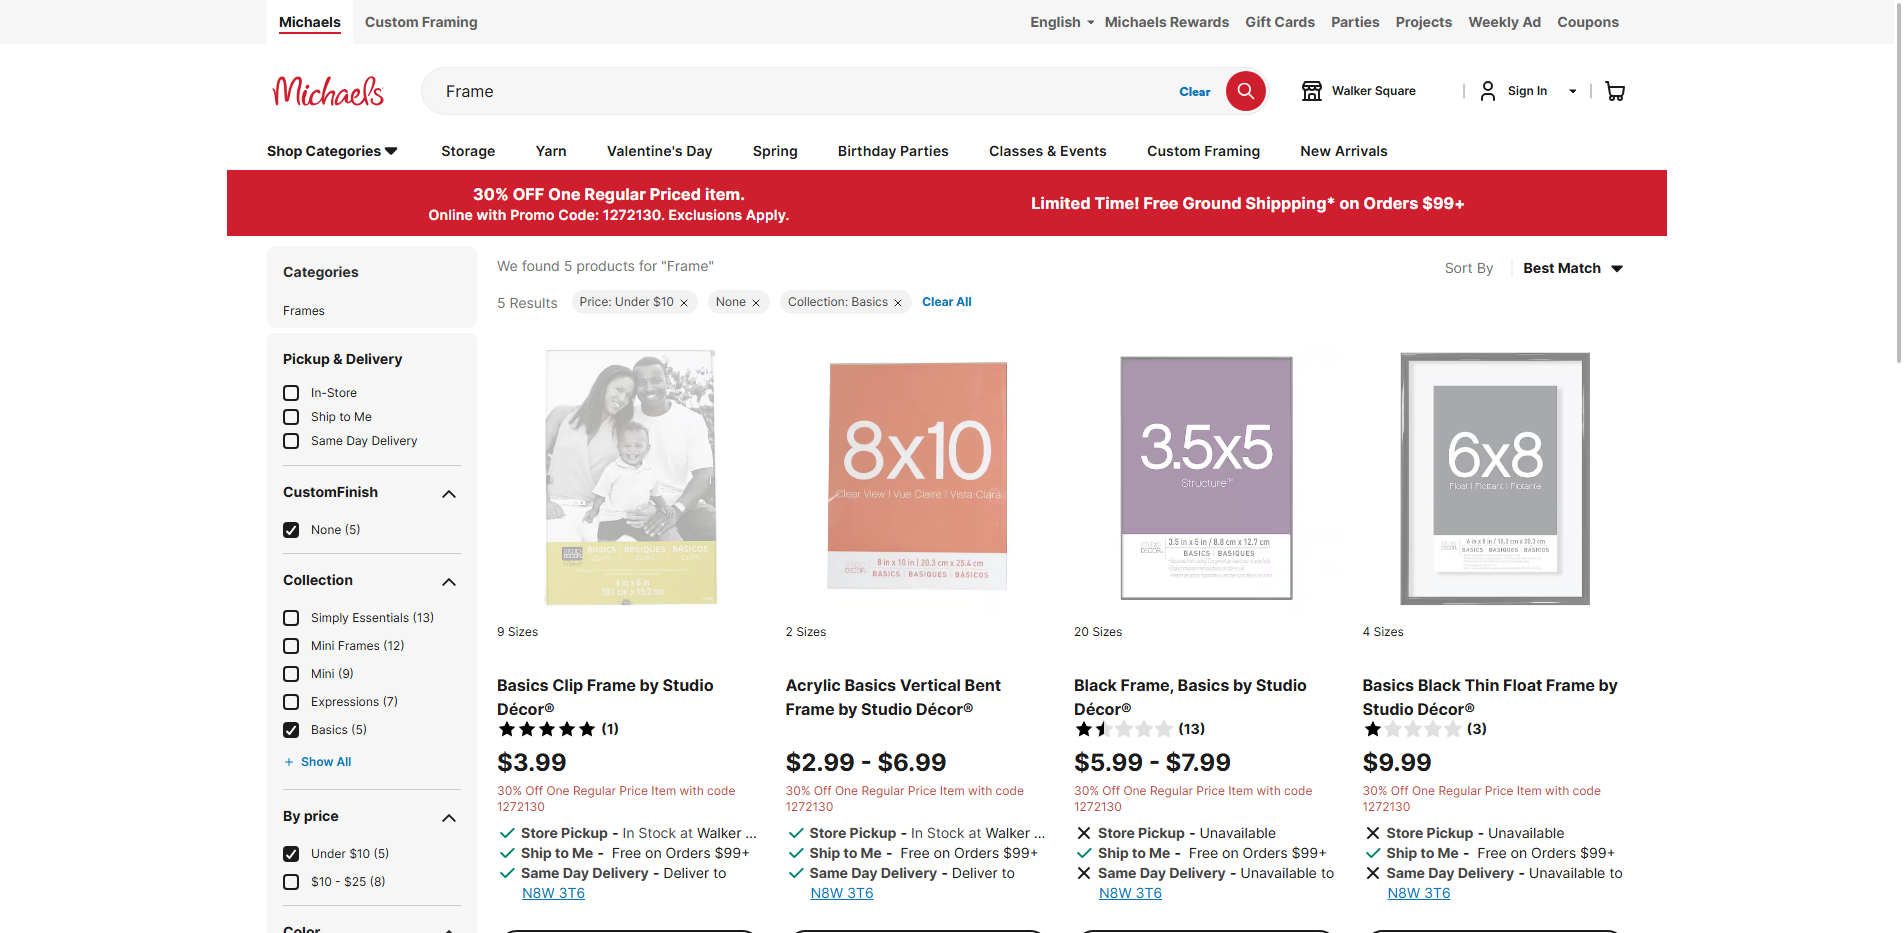 Michaels
Custom Framing
English
Michaels Rewards
Gift Cards
Parties
Projects
Weekly Ad
Coupons
Michaels
Frame
Clear
Walker Square
Sign In
Shop Categories
Storage
Yarn
Valentine's Day
Spring
Birthday Parties
Classes & Events
Custom Framing
New Arrivals
30% OFF One Regular Priced item.
Online with Promo Code: 1272130. Exclusions Apply.
Limited Time! Free Ground Shippping* on Orders $99+
Categories
Frames
Pickup & Delivery
In-Store
Ship to Me
Same Day Delivery
CustomFinish
None (5)
Collection
Simply Essentials (13)
Mini Frames (12)
Mini (9)
Expressions (7)
Basics (5)
+ Show All
By price
Under $10 (5)
$10 - $25 (8)
Color
We found 5 products for "Frame"
Sort By
Best Match
5 Results
Price: Under $10
None
Collection: Basics
Clear All
STUDIO DÉCOR
BASICS | BASIQUES | BÁSICOS
CLIPS CLIPS CLIPS
4 in x 6 in
10.1 cm x 15.2 cm
9 Sizes
Basics Clip Frame by Studio
Décor®
(1)
$3.99
30% Off One Regular Price Item with code
1272130
Store Pickup - In Stock at Walker ...
Ship to Me - Free on Orders $99+
Same Day Delivery - Deliver to
N8W 3T6
8x10
Clear View | Vue Claire | Vista Clara
8 in x 10 in | 20.3 cm x 25.4 cm
BASICS | BASIQUES | BÁSICOS
2 Sizes
Acrylic Basics Vertical Bent
Frame by Studio Décor®
$2.99 - $6.99
30% Off One Regular Price Item with code
1272130
Store Pickup - In Stock at Walker ...
Ship to Me - Free on Orders $99+
Same Day Delivery - Deliver to
N8W 3T6
3.5x5
Structure™
3.5 in x 5 in / 8.8 cm x 12.7 cm
BASICS | BASIQUES
20 Sizes
Black Frame, Basics by Studio
Décor®
(13)
$5.99 - $7.99
30% Off One Regular Price Item with code
1272130
Store Pickup - Unavailable
Ship to Me - Free on Orders $99+
Same Day Delivery - Unavailable to
N8W 3T6
6x8
Float | Flottant | Flotante
BASICS | BASIQUES | BÁSICOS
4 Sizes
Basics Black Thin Float Frame by
Studio Décor®
(3)
$9.99
30% Off One Regular Price Item with code
1272130
Store Pickup - Unavailable
Ship to Me - Free on Orders $99+
Same Day Delivery - Unavailable to
N8W 3T6